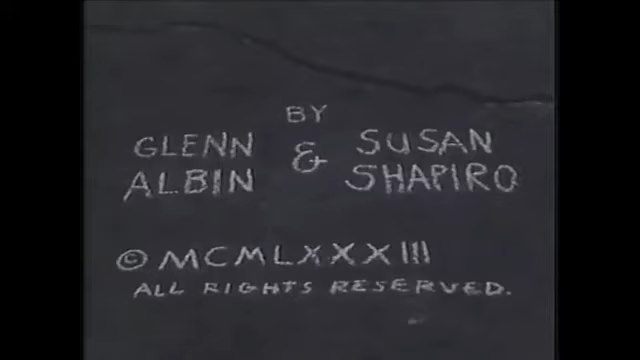 BY
GLENN ALBIN & SUSAN SHAPIRO
© MCMLXXXIII
ALL RIGHTS RESERVED.